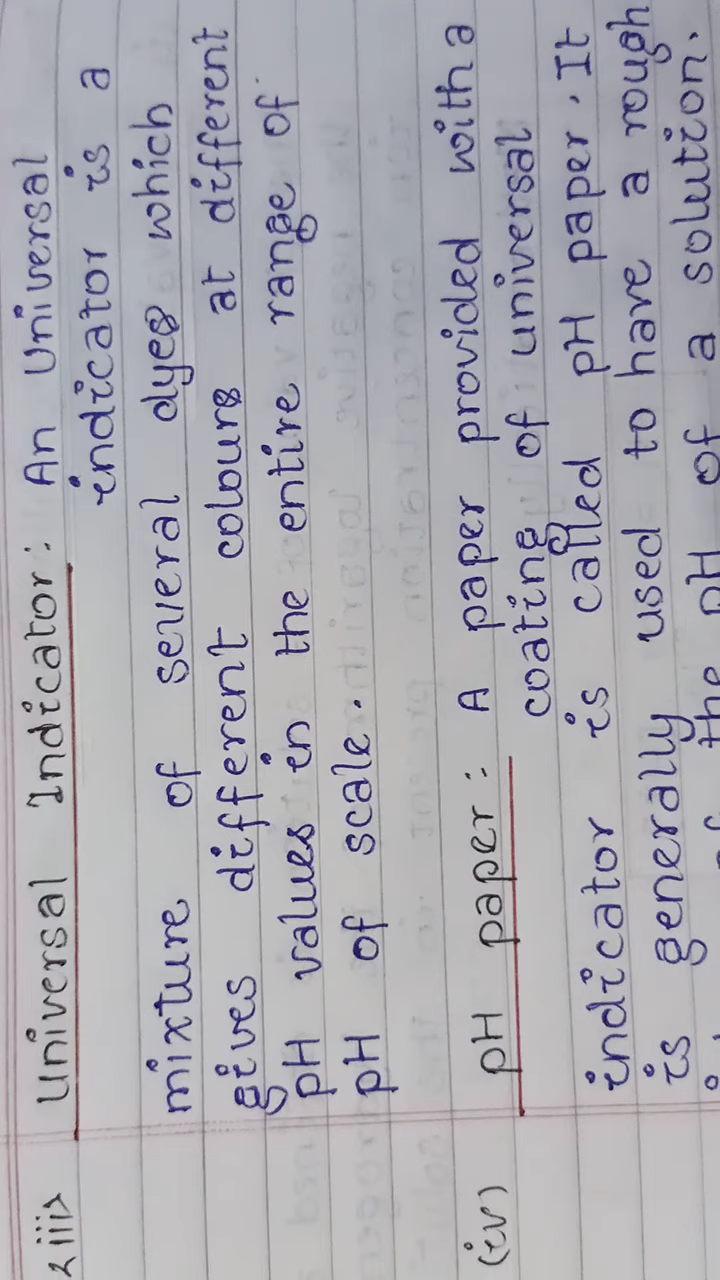 <iii> Universal Indicator: An Universal
indicator is a
mixture of several dyes which
gives different colours at different
pH values in the entire range of
pH of scale.
(iv) pH paper: A paper provided with a
coating of universal
indicator is called pH paper. It
is generally used to have a rough
the pH of a solution.